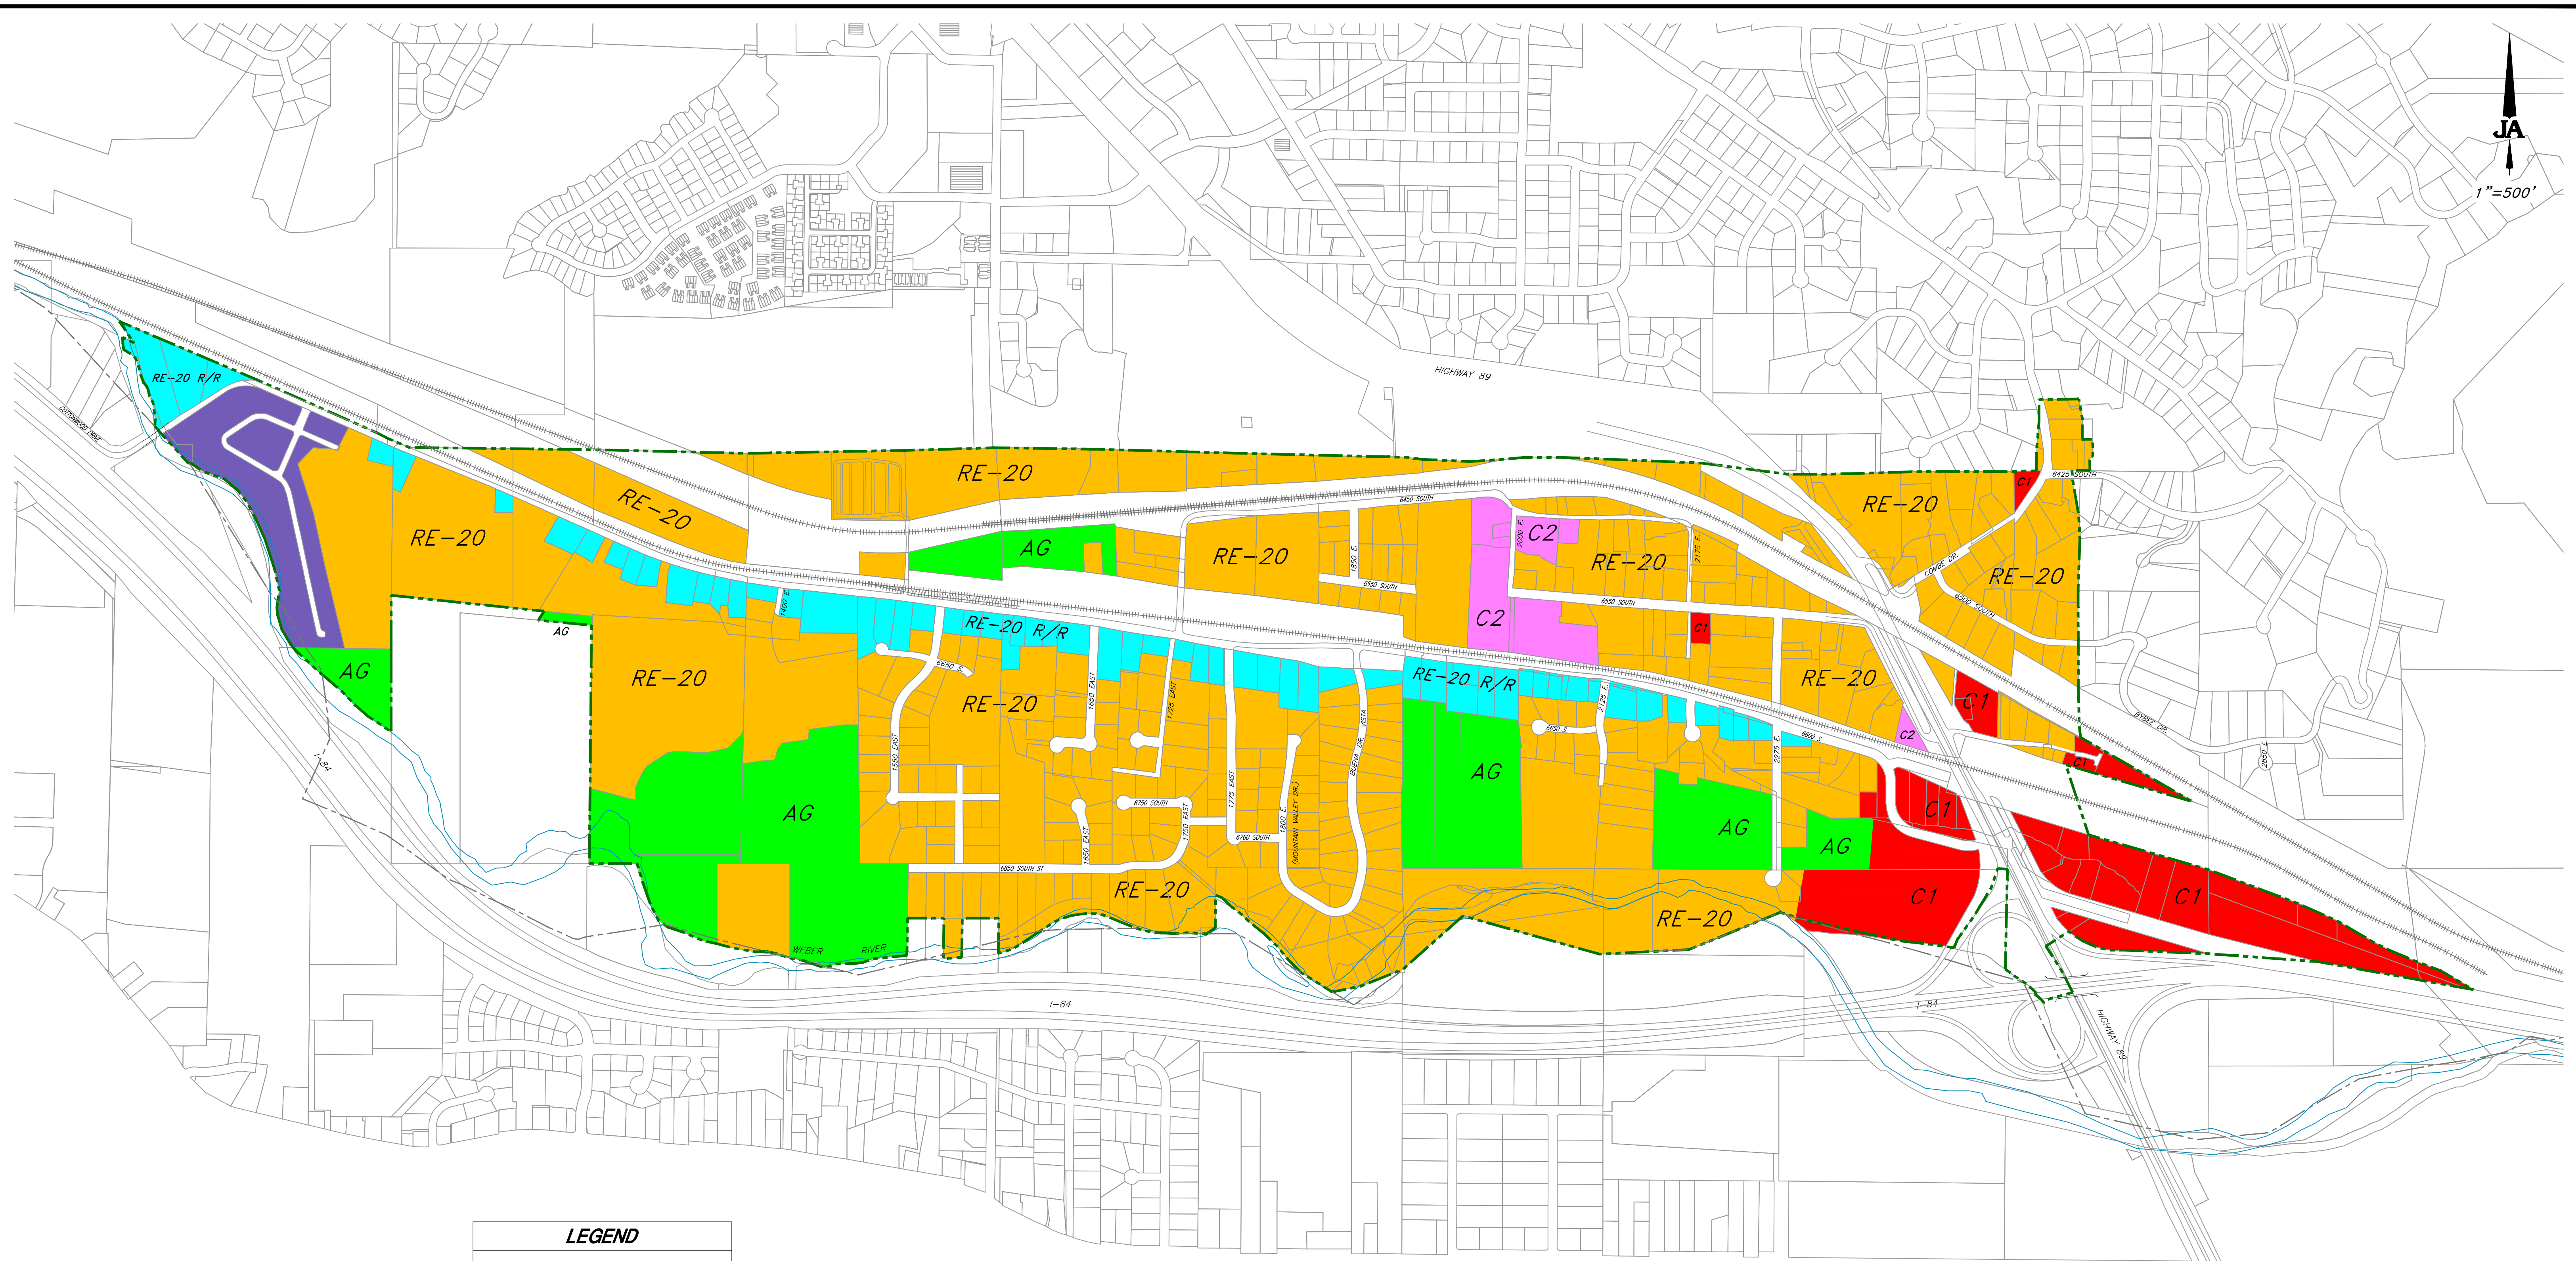 JA
1"=500'
HIGHWAY 89
RE-20 R/R
COTTONWOOD DRIVE
RE-20
RE-20
RE-20
6450 SOUTH
C1
6425 SOUTH
RE-20
AG
RE-20
1850 E.
2000 E.
C2
RE-20
2175 E.
COMBE DR.
RE-20
6550 SOUTH
6550 SOUTH
6500 SOUTH
1400 E.
AG
RE-20 R/R
C2
C1
6650 S.
AG
RE-20
RE-20 R/R
RE-20
1650 EAST
1725 EAST
RE-20
C1
BUENA DR. VISTA
2125 E.
6650 S.
6600 S.
C2
BYBEE DR.
2850 E.
1550 EAST
I-84
AG
2275 E.
C1
1775 EAST
6750 SOUTH
1750 EAST
1800 E.
(MOUNTAIN VALLEY DR.)
AG
6760 SOUTH
AG
AG
C1
1650 EAST
6850 SOUTH ST
RE-20
RE-20
C1
C1
WEBER RIVER
I-84
I-84
HIGHWAY 89
LEGEND